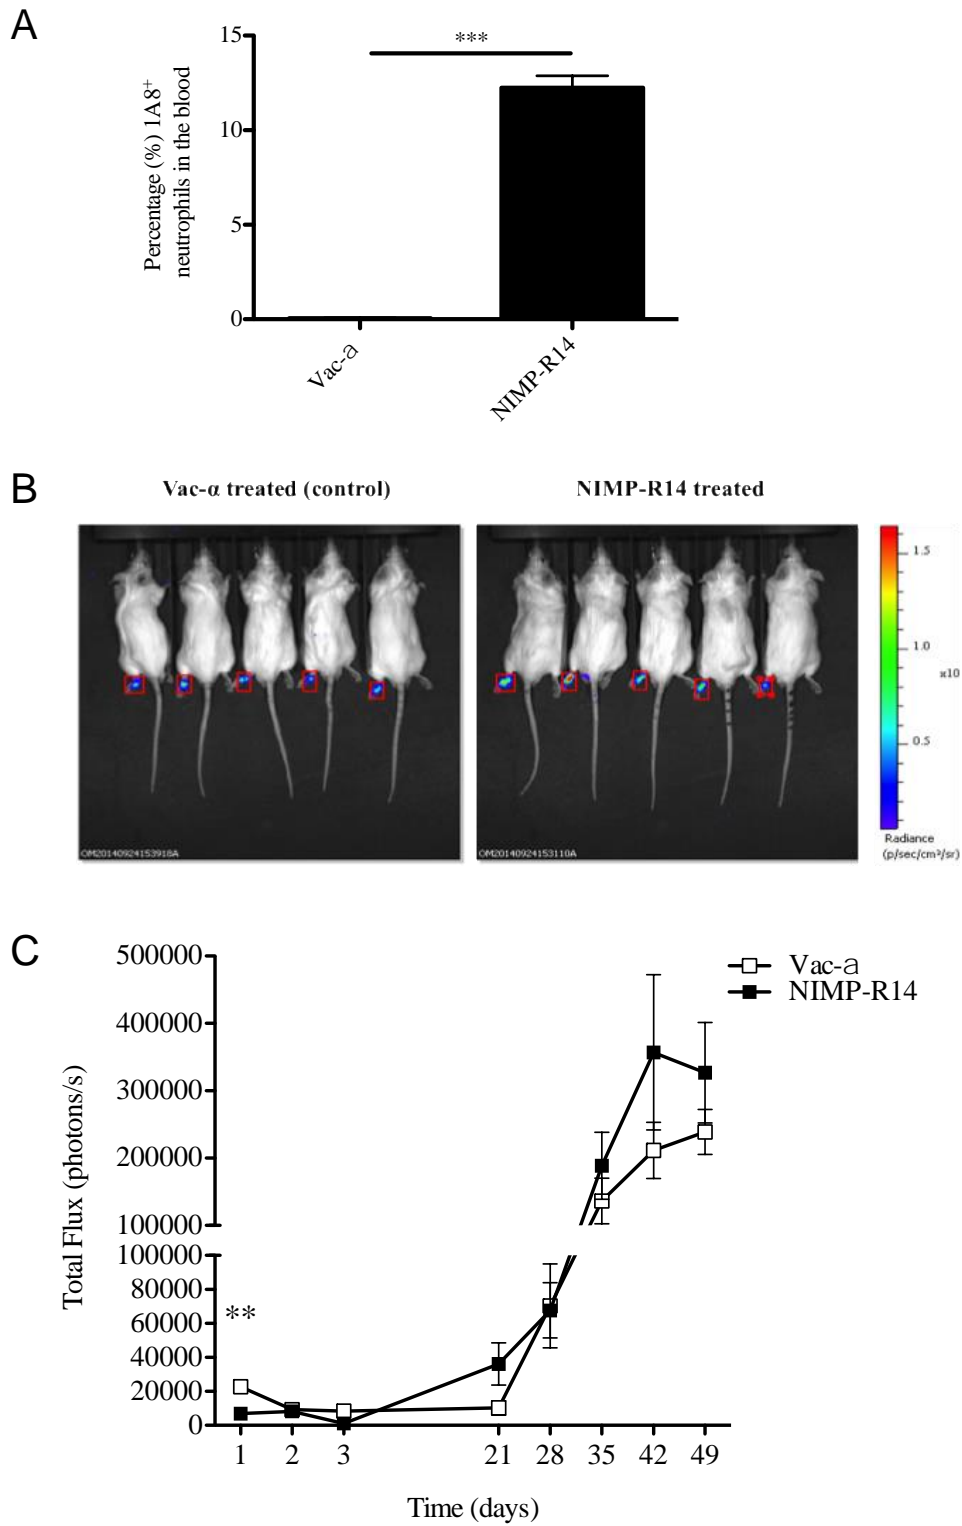 A
15
***
10
5
0
Percentage (%) 1A8+
neutrophils in the blood
Vac-a
NIMP-R14
B
Vac-α treated (control)
NIMP-R14 treated
OM20140924153918A
OM20140924153110A
1.5
1.0
x10
0.5
Radiance
(p/sec/cm²/sr)
C
500000
400000
300000
200000
100000
100000
80000
60000
40000
20000
0
Total Flux (photons/s)
**
Vac-a
NIMP-R14
1 2 3 21 28 35 42 49
Time (days)